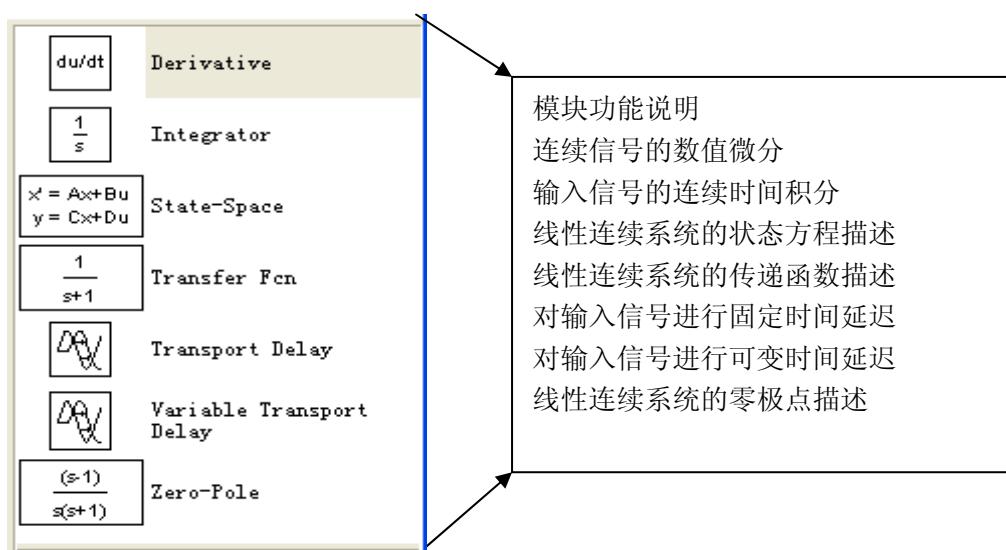 du/dt Derivative
1
s
Integrator
x' = Ax+Bu
y = Cx+Du
State-Space
1
s+1
Transfer Fcn
Transport Delay
Variable Transport
Delay
(s-1)
s(s+1)
Zero-Pole
模块功能说明
连续信号的数值微分
输入信号的连续时间积分
线性连续系统的状态方程描述
线性连续系统的传递函数描述
对输入信号进行固定时间延迟
对输入信号进行可变时间延迟
线性连续系统的零极点描述